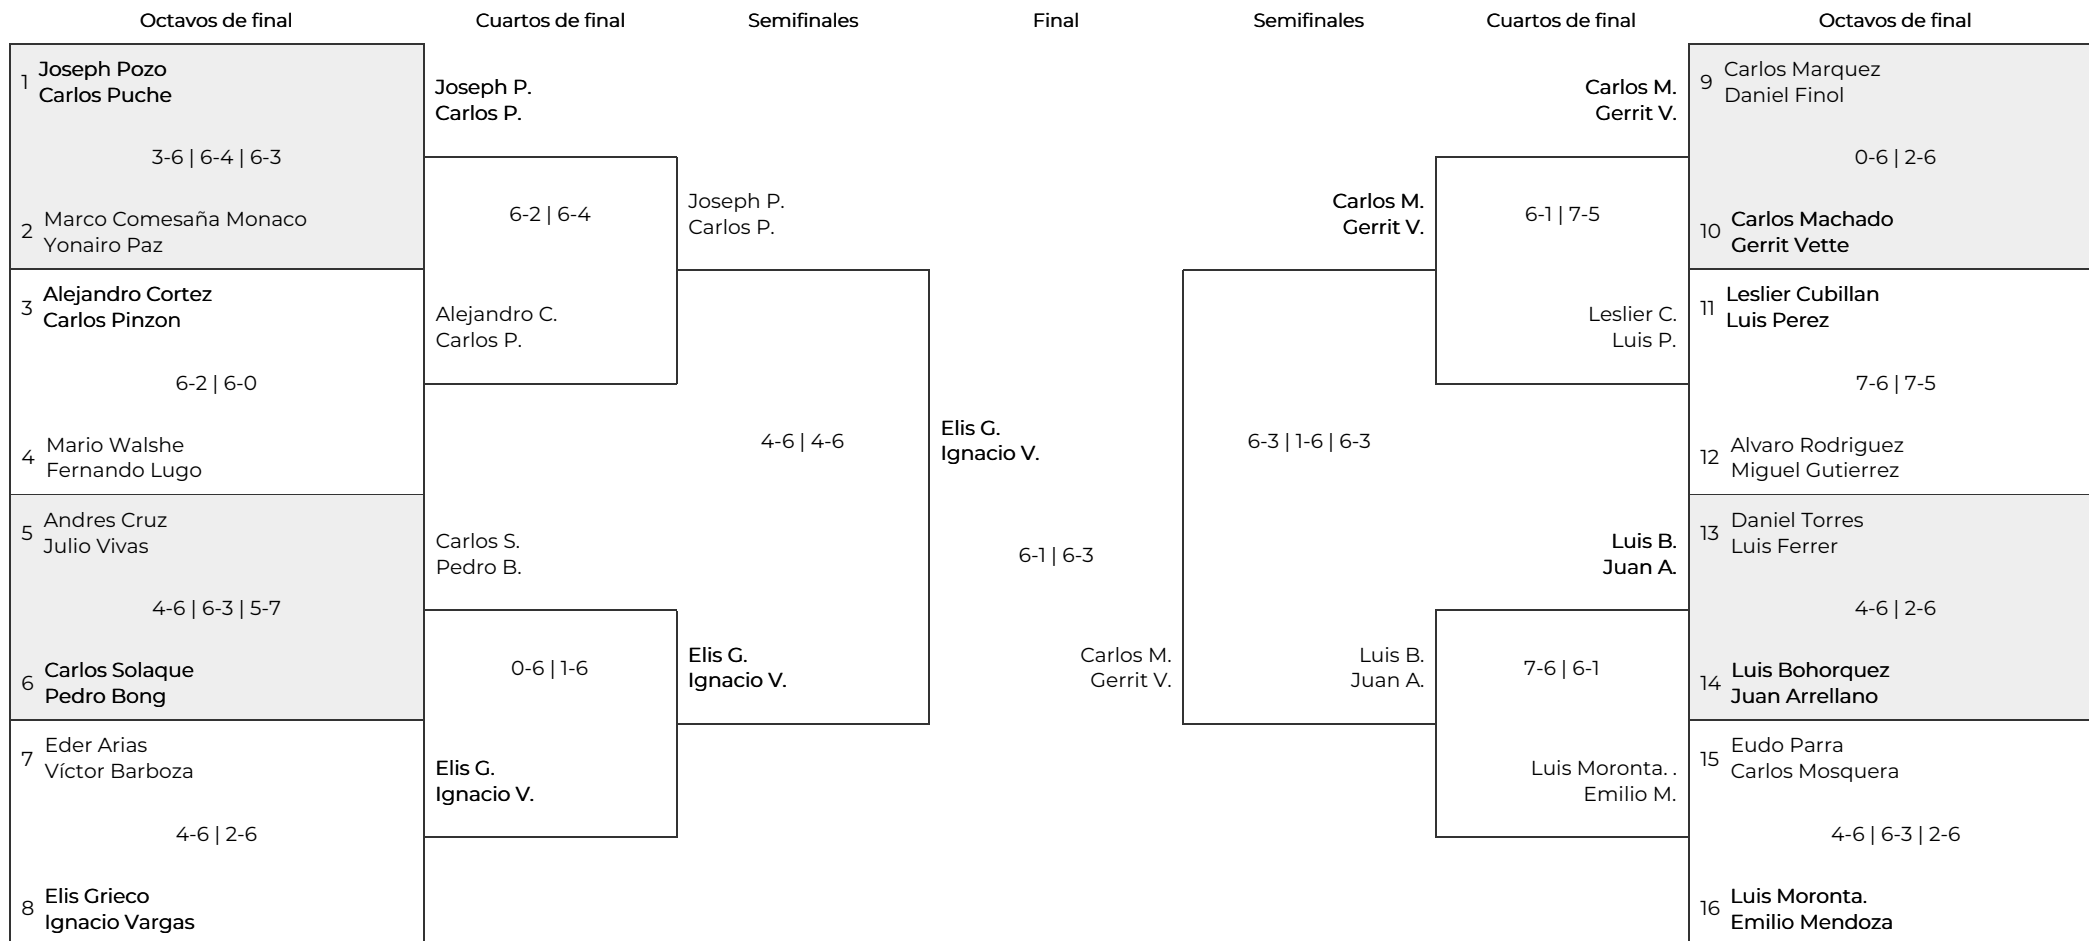 Octavos de final
Cuartos de final
Semifinales
Final
Semifinales
Cuartos de final
Octavos de final
1
Joseph Pozo
Carlos Puche
3-6 | 6-4 | 6-3
2
Marco Comesaña Monaco
Yonairo Paz
3
Alejandro Cortez
Carlos Pinzon
6-2 | 6-0
4
Mario Walshe
Fernando Lugo
5
Andres Cruz
Julio Vivas
4-6 | 6-3 | 5-7
6
Carlos Solaque
Pedro Bong
7
Eder Arias
Víctor Barboza
4-6 | 2-6
8
Elis Grieco
Ignacio Vargas
Joseph P.
Carlos P.
6-2 | 6-4
Alejandro C.
Carlos P.
Carlos S.
Pedro B.
0-6 | 1-6
Elis G.
Ignacio V.
Joseph P.
Carlos P.
4-6 | 4-6
Elis G.
Ignacio V.
Elis G.
Ignacio V.
6-1 | 6-3
Carlos M.
Gerrit V.
Carlos M.
Gerrit V.
6-3 | 1-6 | 6-3
Luis B.
Juan A.
Carlos M.
Gerrit V.
6-1 | 7-5
Leslier C.
Luis P.
Luis B.
Juan A.
7-6 | 6-1
Luis Moronta. .
Emilio M.
9
Carlos Marquez
Daniel Finol
0-6 | 2-6
10
Carlos Machado
Gerrit Vette
11
Leslier Cubillan
Luis Perez
7-6 | 7-5
12
Alvaro Rodriguez
Miguel Gutierrez
13
Daniel Torres
Luis Ferrer
4-6 | 2-6
14
Luis Bohorquez
Juan Arrellano
15
Eudo Parra
Carlos Mosquera
4-6 | 6-3 | 2-6
16
Luis Moronta.
Emilio Mendoza